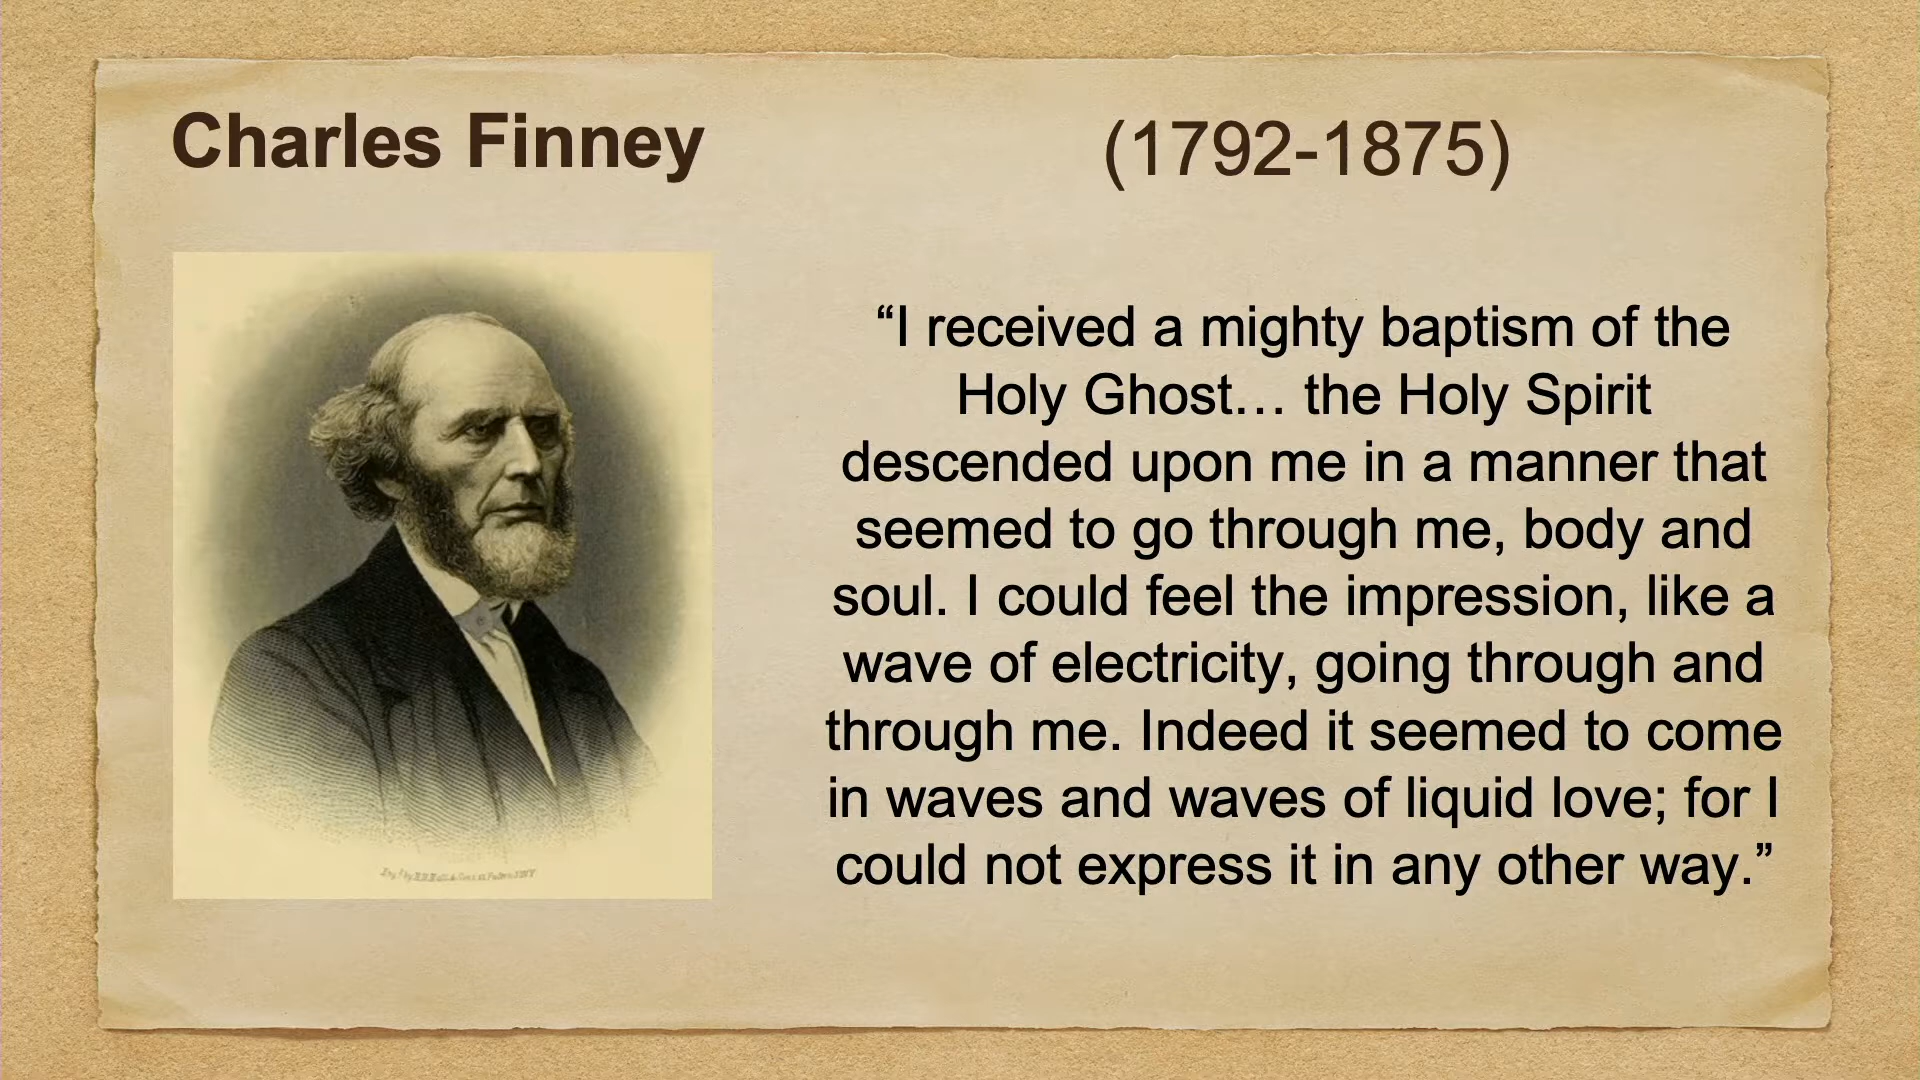 Charles Finney
(1792-1875)
“I received a mighty baptism of the
Holy Ghost… the Holy Spirit
descended upon me in a manner that
seemed to go through me, body and
soul. I could feel the impression, like a
wave of electricity, going through and
through me. Indeed it seemed to come
in waves and waves of liquid love; for I
could not express it in any other way.”